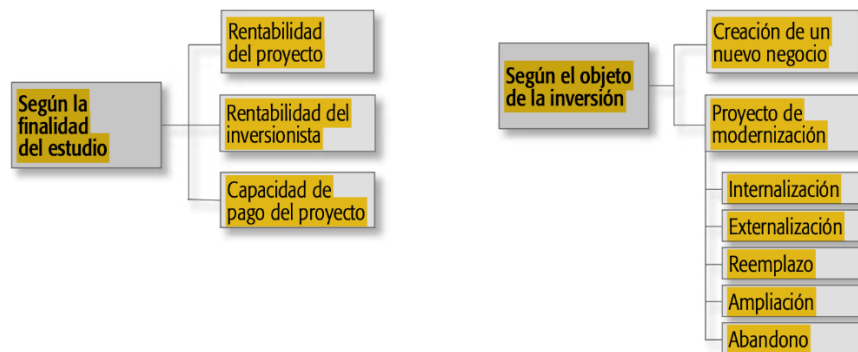 Según la
finalidad
del estudio
Rentabilidad
del proyecto
Rentabilidad del
inversionista
Capacidad de
pago del proyecto
Según el objeto
de la inversión
Creación de un
nuevo negocio
Proyecto de
modernización
Internalización
Externalización
Reemplazo
Ampliación
Abandono